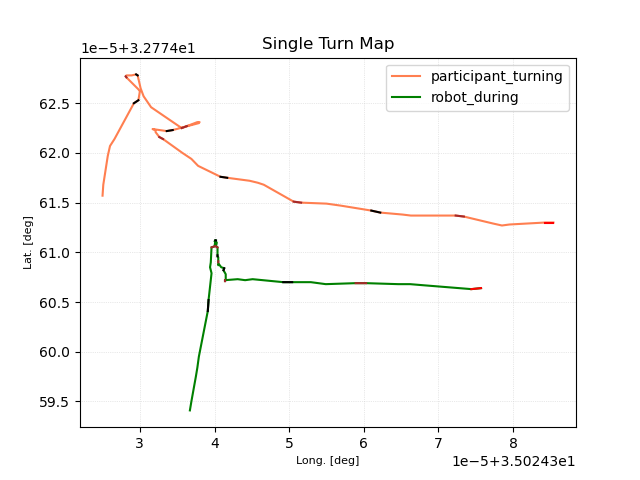 Single Turn Map
1e−5+3.2774e1
participant_turning
robot_during
62.5
62.0
61.5
61.0
60.5
60.0
59.5
Lat. [deg]
3 4 5 6 7 8
Long. [deg]
1e−5+3.50243e1